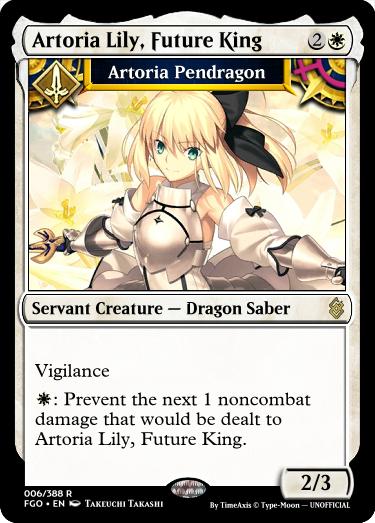 Artoria Lily, Future King 2
Artoria Pendragon
Servant Creature — Dragon Saber
Vigilance
: Prevent the next 1 noncombat
damage that would be dealt to
Artoria Lily, Future King.
2/3
006/388 R
FGO • EN Takeuchi Takashi
By TimeAxis © Type-Moon — UNOFFICIAL